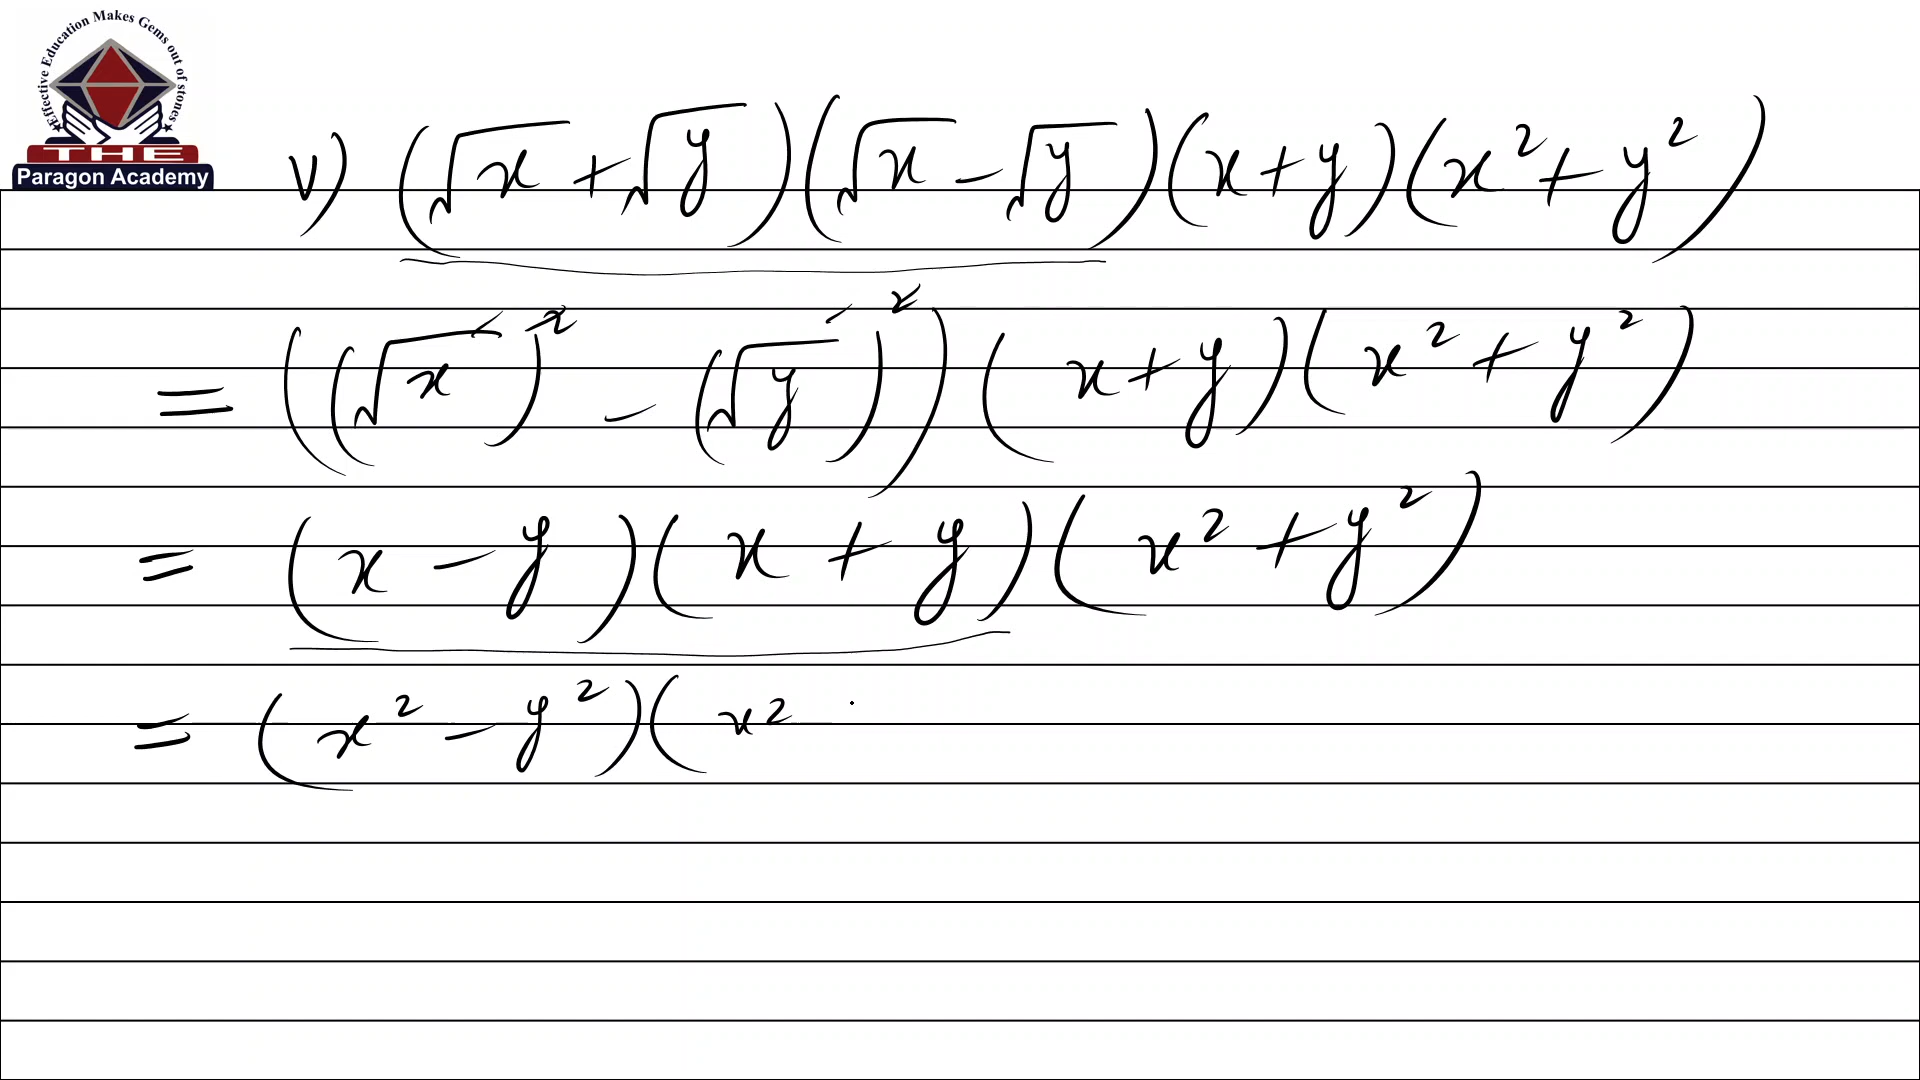 Effective Education Makes Gems out of stones
THE
Paragon Academy
v) (√x + √y)(√x - √y)(x + y)(x² + y²)
= ((√x)² - (√y)²)(x + y)(x² + y²)
= (x - y)(x + y)(x² + y²)
= (x² - y²)(x²